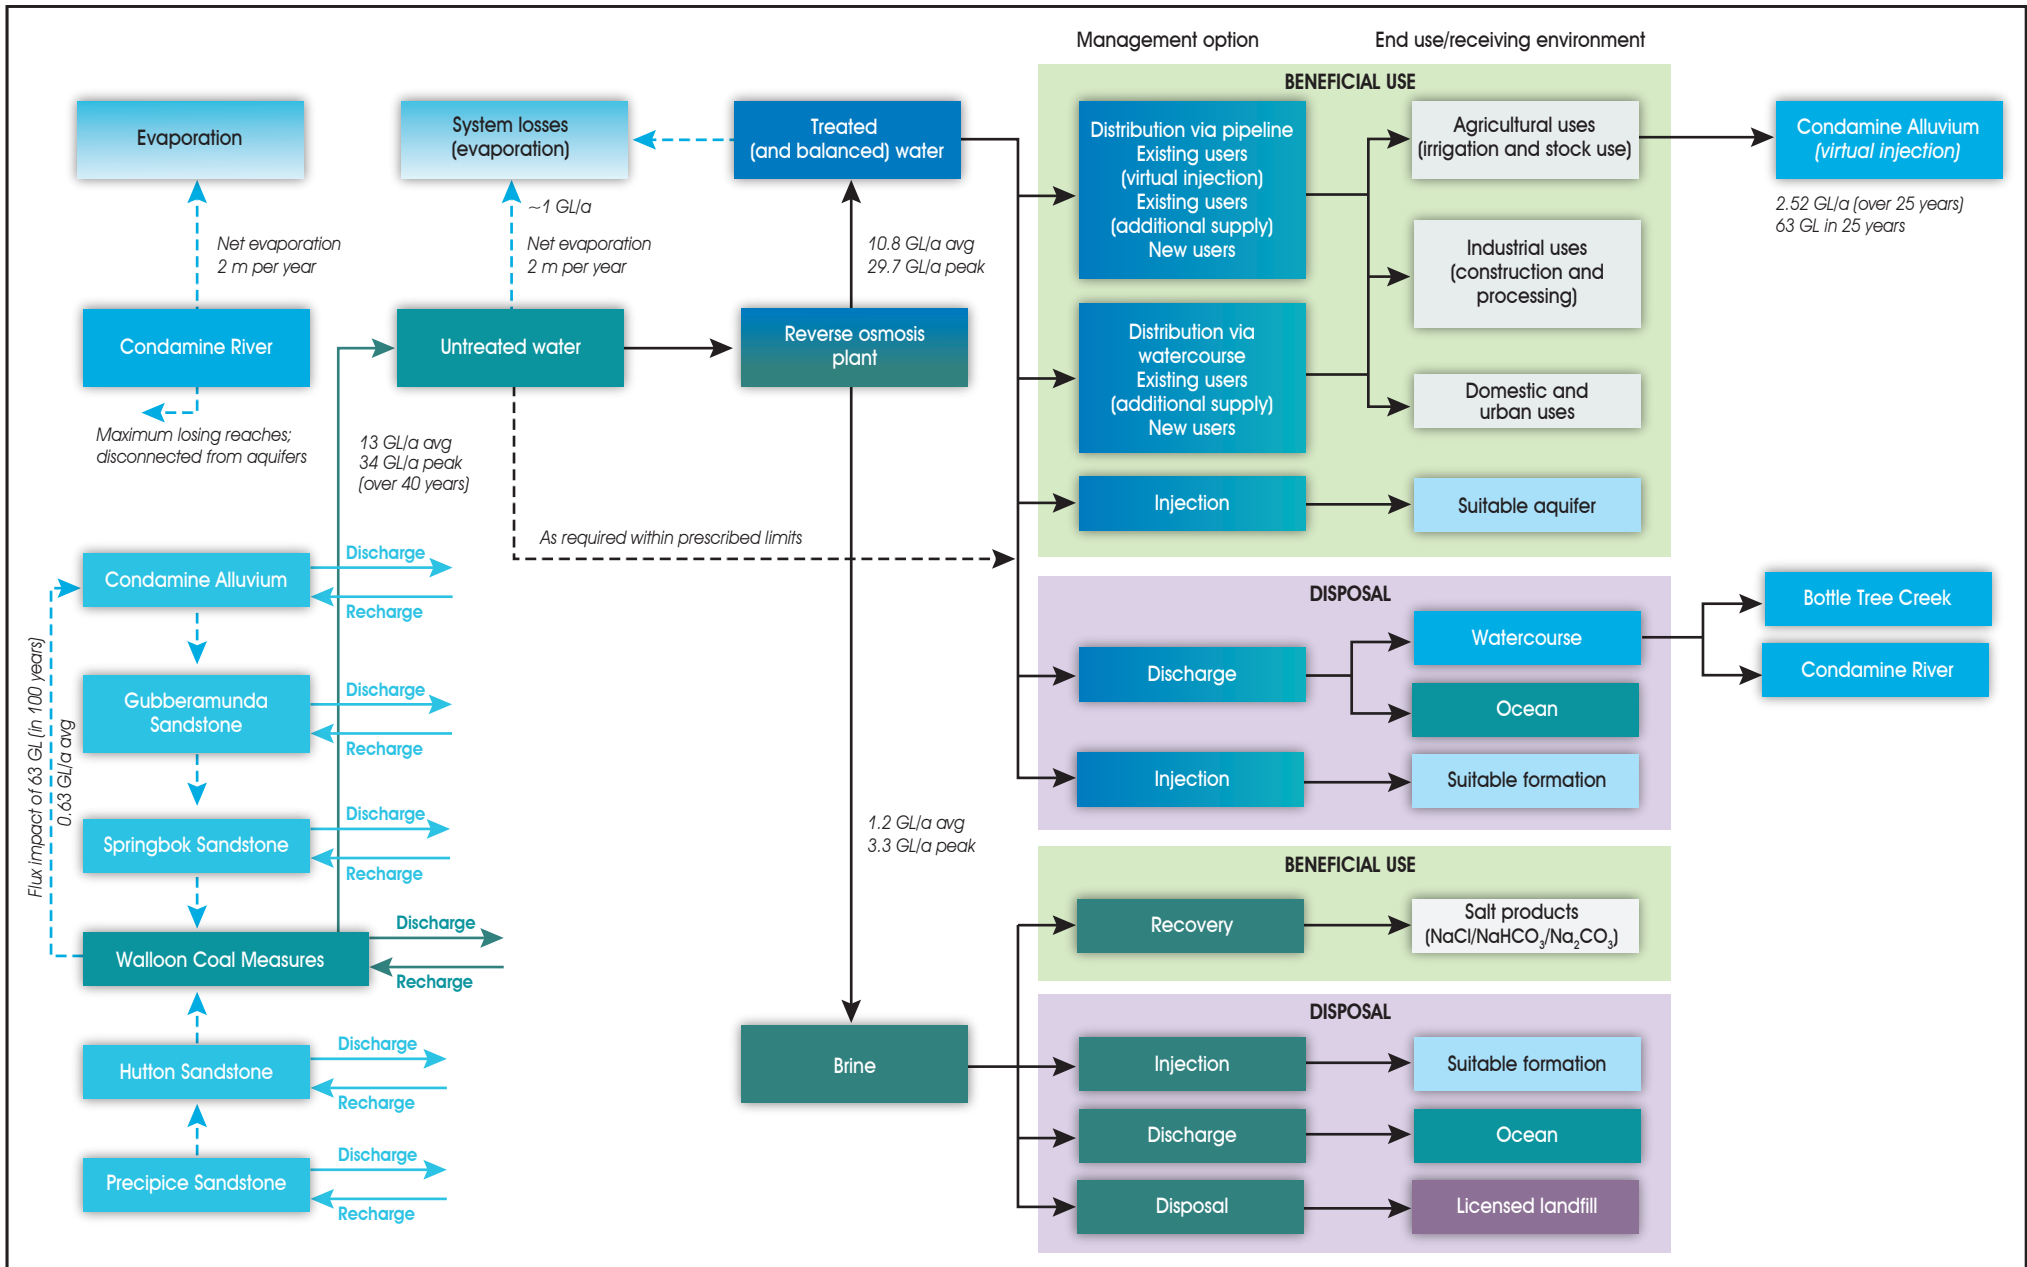 Management option
End use/receiving environment
BENEFICIAL USE
Evaporation
System losses
(evaporation)
Treated
(and balanced) water
Distribution via pipeline
Existing users
(virtual injection)
Existing users
(additional supply)
New users
Agricultural uses
(irrigation and stock use)
Condamine Alluvium
(virtual injection)
2.52 GL/a (over 25 years)
63 GL in 25 years
~1 GL/a
Net evaporation
2 m per year
Net evaporation
2 m per year
10.8 GL/a avg
29.7 GL/a peak
Industrial uses
(construction and
processing)
Condamine River
Untreated water
Reverse osmosis
plant
Distribution via
watercourse
Existing users
(additional supply)
New users
Domestic and
urban uses
Maximum losing reaches;
disconnected from aquifers
13 GL/a avg
34 GL/a peak
(over 40 years)
Injection
Suitable aquifer
As required within prescribed limits
Condamine Alluvium
Discharge
Recharge
DISPOSAL
Discharge
Watercourse
Ocean
Bottle Tree Creek
Condamine River
Injection
Suitable formation
Flux impact of 63 GL (in 100 years)
0.63 GL/a avg
Gubberamunda
Sandstone
Discharge
Recharge
Springbok Sandstone
Discharge
Recharge
1.2 GL/a avg
3.3 GL/a peak
BENEFICIAL USE
Recovery
Salt products
(NaCl/NaHCO₃/Na₂CO₃)
Walloon Coal Measures
Discharge
Recharge
DISPOSAL
Brine
Injection
Suitable formation
Discharge
Ocean
Disposal
Licensed landfill
Hutton Sandstone
Discharge
Recharge
Precipice Sandstone
Discharge
Recharge